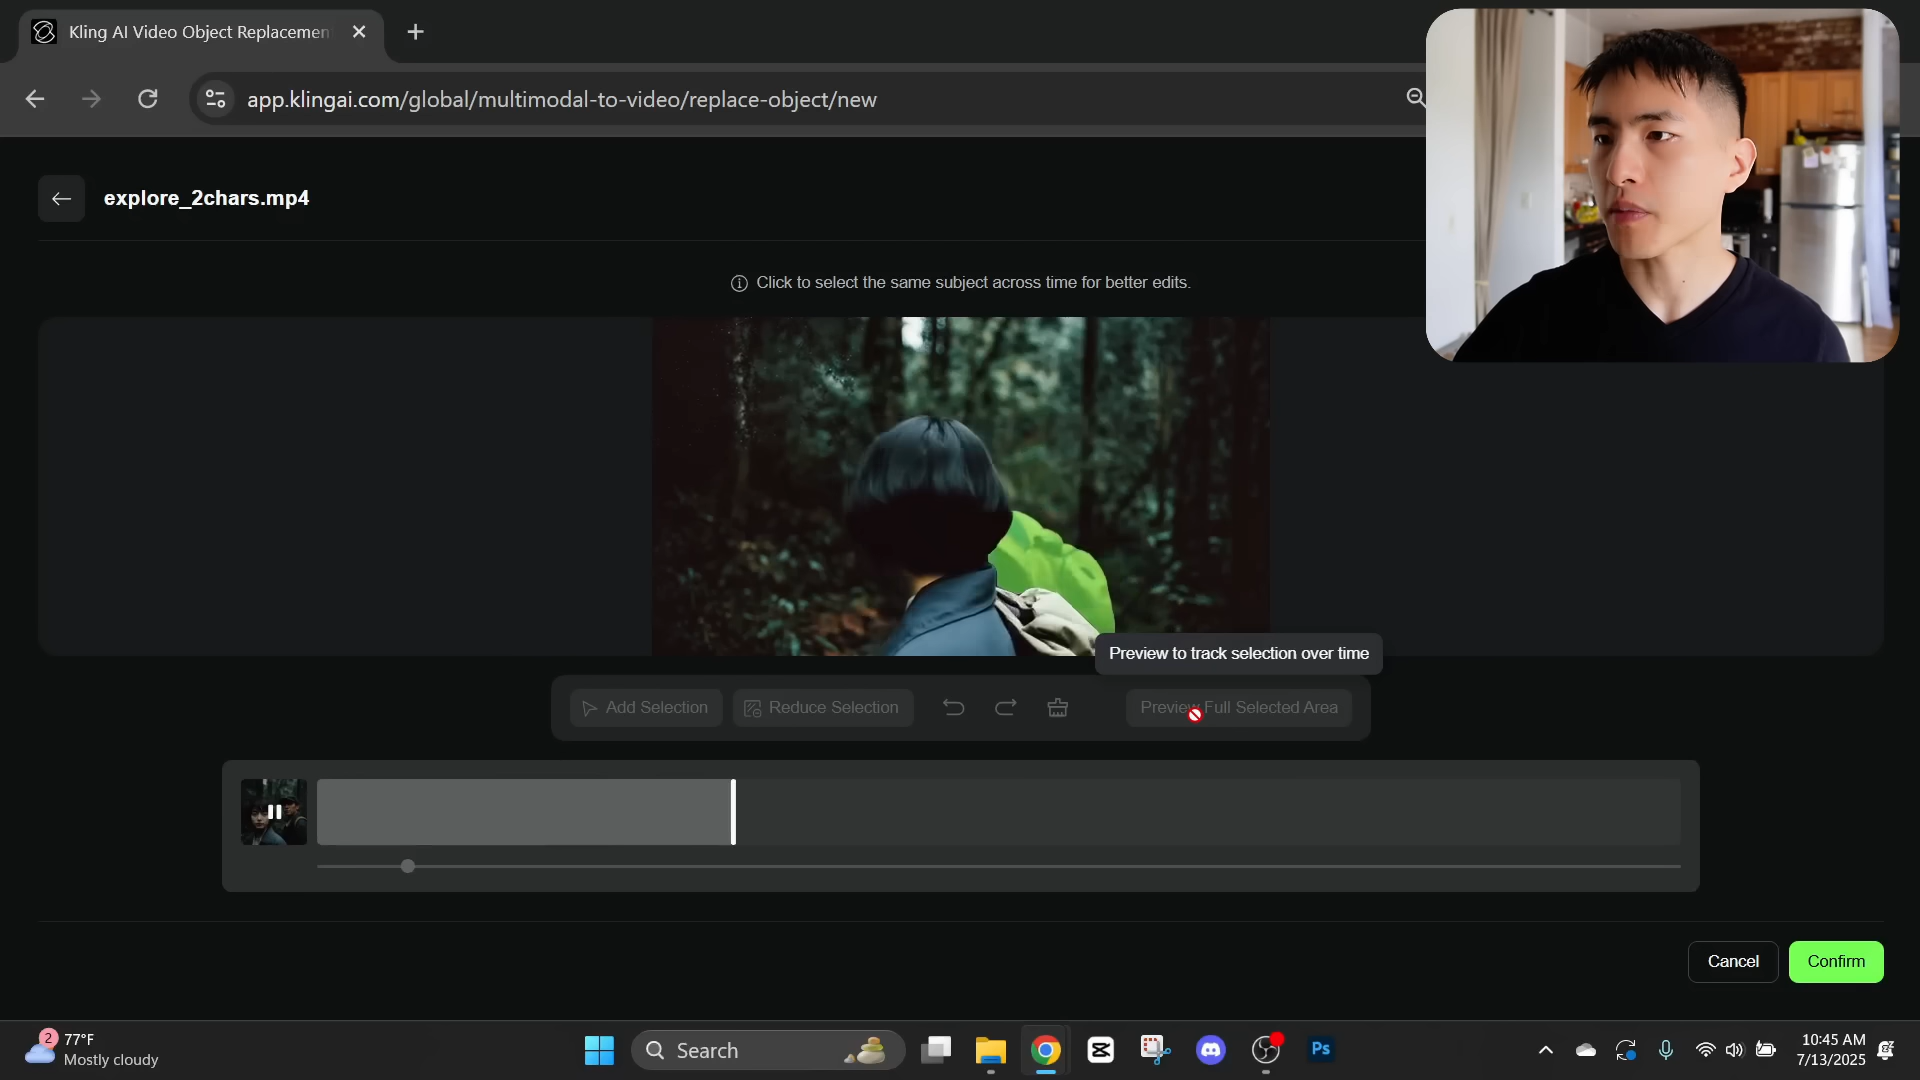 Kling AI Video Object Replacemen
app.klingai.com/global/multimodal-to-video/replace-object/new
explore_2chars.mp4
Click to select the same subject across time for better edits.
Preview to track selection over time
Add Selection
Reduce Selection
Preview Full Selected Area
Cancel
Confirm
2
77°F
Mostly cloudy
Search
Ps
10:45 AM
7/13/2025